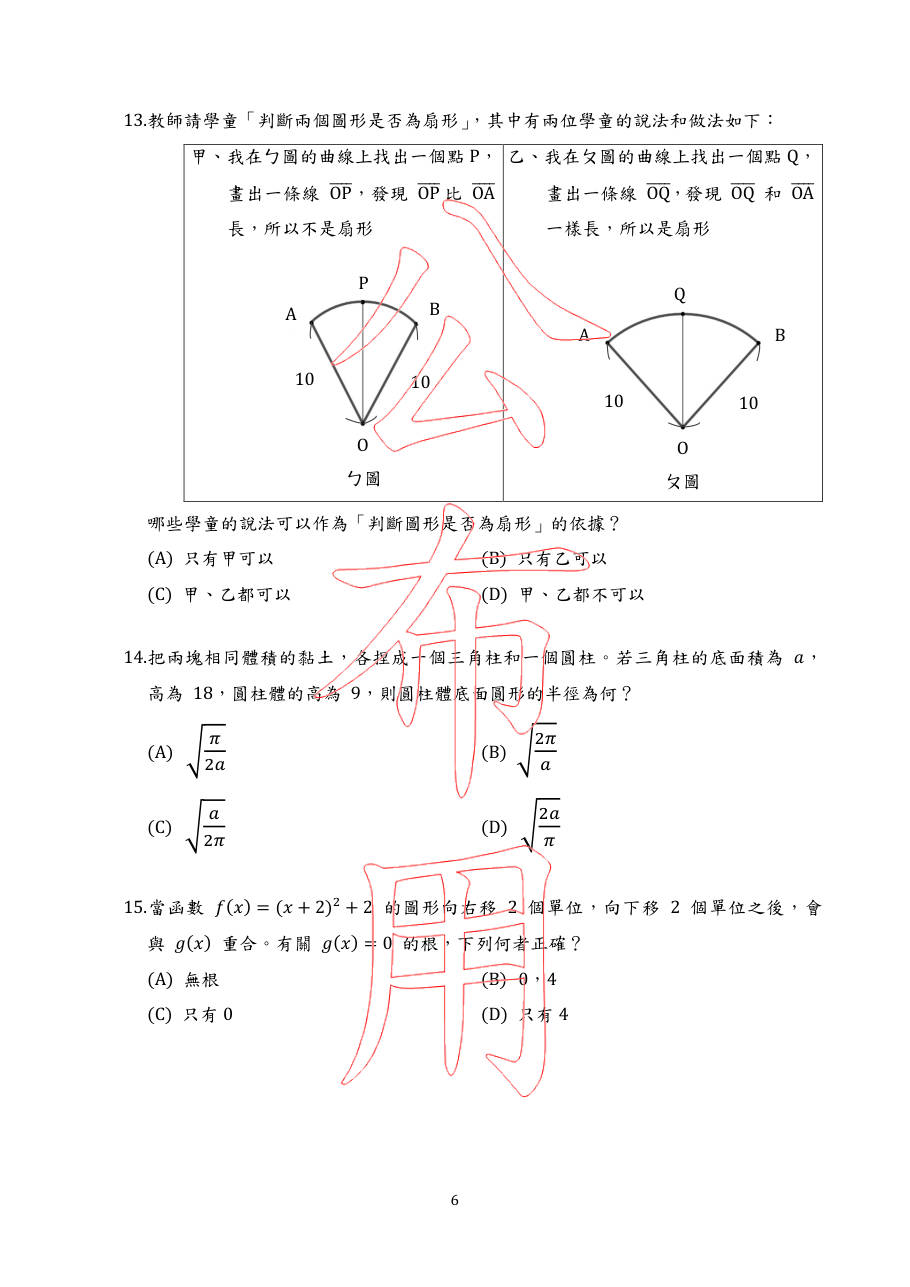 13.教師請學童「判斷兩個圖形是否為扇形」，其中有兩位學童的說法和做法如下：
甲、我在ㄅ圖的曲線上找出一個點 P，
畫出一條線 OP，發現 OP 比 OA
長，所以不是扇形
P
A
B
10
10
O
ㄅ圖
乙、我在ㄆ圖的曲線上找出一個點 Q，
畫出一條線 OQ，發現 OQ 和 OA
一樣長，所以是扇形
Q
A
B
10
10
O
ㄆ圖
哪些學童的說法可以作為「判斷圖形是否為扇形」的依據？
(A) 只有甲可以
(B) 只有乙可以
(C) 甲、乙都可以
(D) 甲、乙都不可以
14.把兩塊相同體積的黏土，各捏成一個三角柱和一個圓柱。若三角柱的底面積為 a，
高為 18，圓柱體的高為 9，則圓柱體底面圓形的半徑為何？
(A) √(π/2a)
(B) √(2π/a)
(C) √(a/2π)
(D) √(2a/π)
15.當函數 f(x) = (x + 2)² + 2 的圖形向右移 2 個單位，向下移 2 個單位之後，會
與 g(x) 重合。有關 g(x) = 0 的根，下列何者正確？
(A) 無根
(B) 0，4
(C) 只有 0
(D) 只有 4
公布用
6